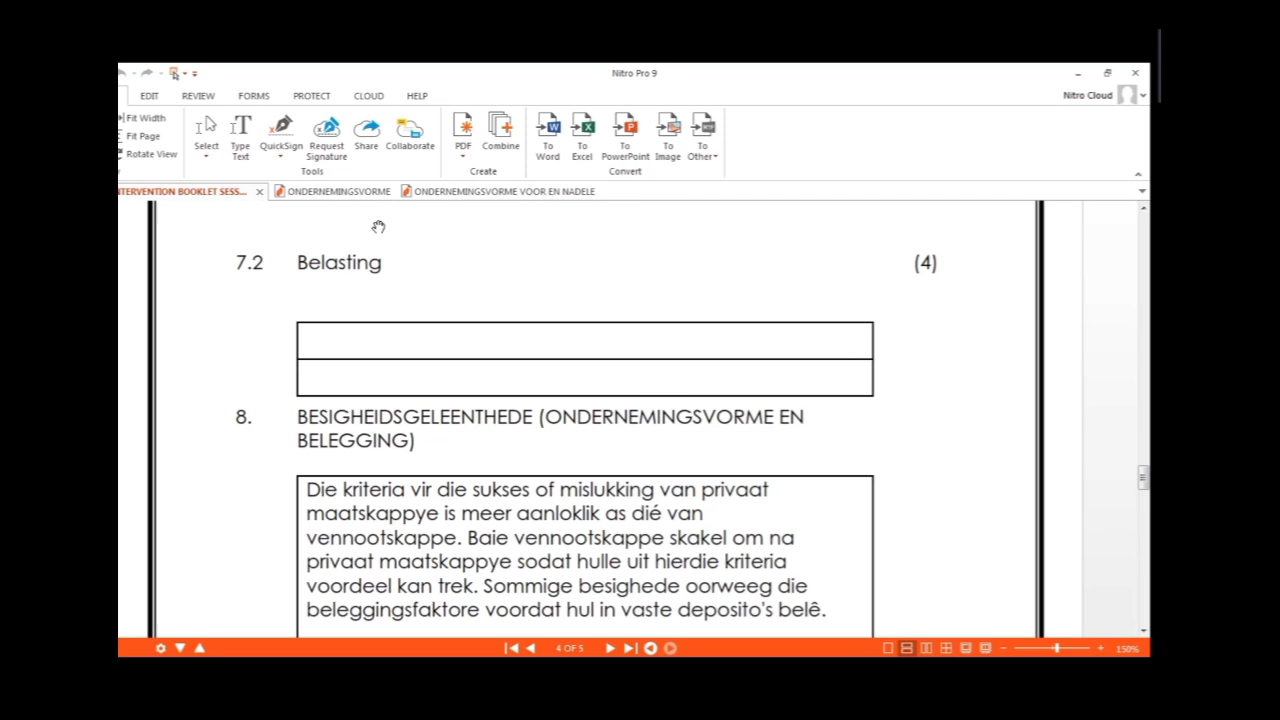 Nitro Pro 9
EDIT REVIEW FORMS PROTECT CLOUD HELP
Nitro Cloud
Fit Width
Fit Page
Rotate View
Select
Type Text
QuickSign
Request Signature
Share
Collaborate
Tools
PDF
Combine
Create
To Word
To Excel
To PowerPoint
To Image
To Other
Convert
NTERVENTION BOOKLET SESS... ONDERNEMINGSVORME ONDERNEMINGSVORME VOOR EN NADELE
7.2 Belasting (4)
8. BESIGHEIDSGELEENTHEDE (ONDERNEMINGSVORME EN
BELEGGING)
Die kriteria vir die sukses of mislukking van privaat
maatskappye is meer aanloklik as dié van
vennootskappe. Baie vennootskappe skakel om na
privaat maatskappye sodat hulle uit hierdie kriteria
voordeel kan trek. Sommige besighede oorweeg die
beleggingsfaktore voordat hul in vaste deposito's belê.
4 OF 5
150%